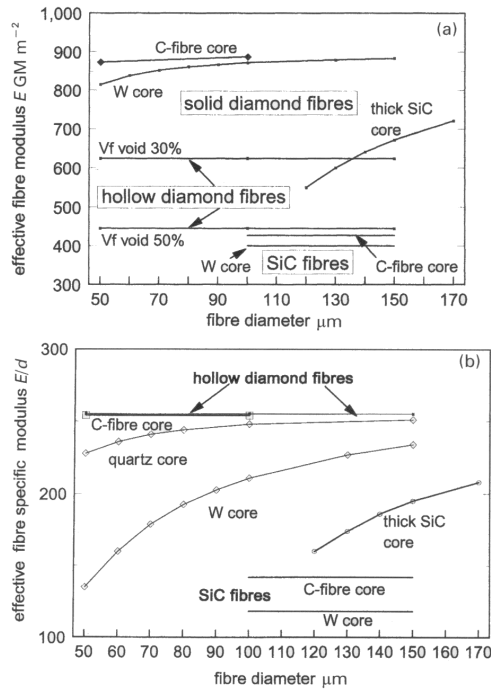 (a)
1,000
900
800
700
600
500
400
300
effective fibre modulus E GM m⁻²
C-fibre core
W core
solid diamond fibres
thick SiC
core
Vf void 30%
hollow diamond fibres
Vf void 50%
W core
SiC fibres
C-fibre core
50 70 90 110 130 150 170
fibre diameter μm
(b)
300
200
100
effective fibre specific modulus E/d
hollow diamond fibres
C-fibre core
quartz core
W core
thick SiC
core
SiC fibres
C-fibre core
W core
50 60 70 80 90 100 110 120 130 140 150 160 170
fibre diameter μm